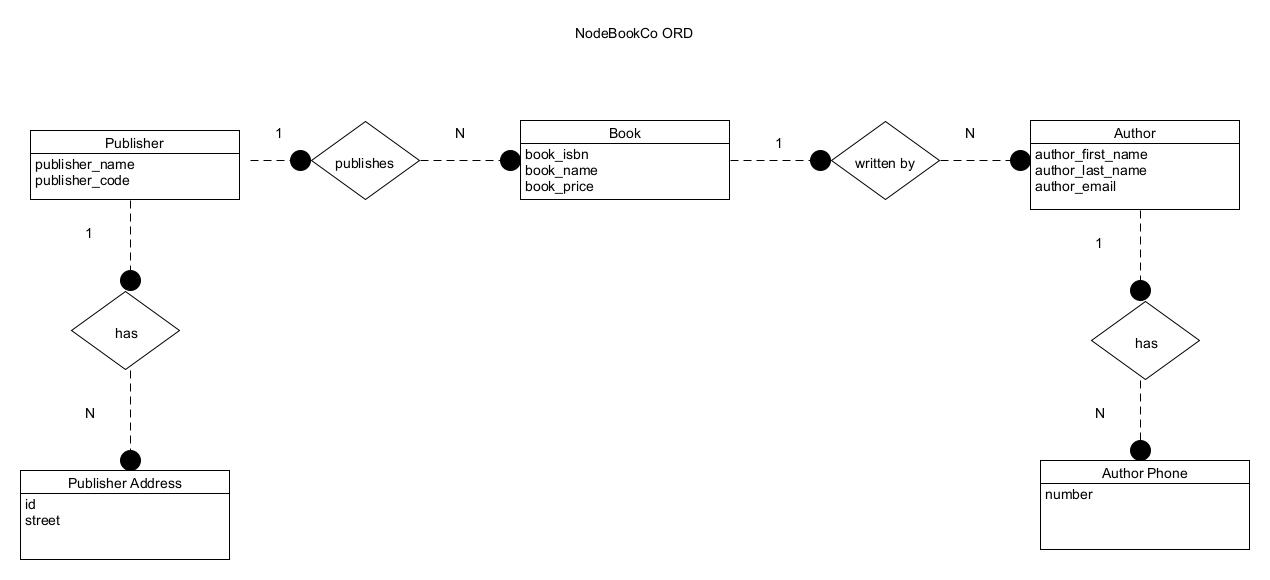 NodeBookCo ORD
Publisher
publisher_name
publisher_code
1
publishes
N
Book
book_isbn
book_name
book_price
1
written by
N
Author
author_first_name
author_last_name
author_email
1
has
N
Publisher Address
id
street
1
has
N
Author Phone
number